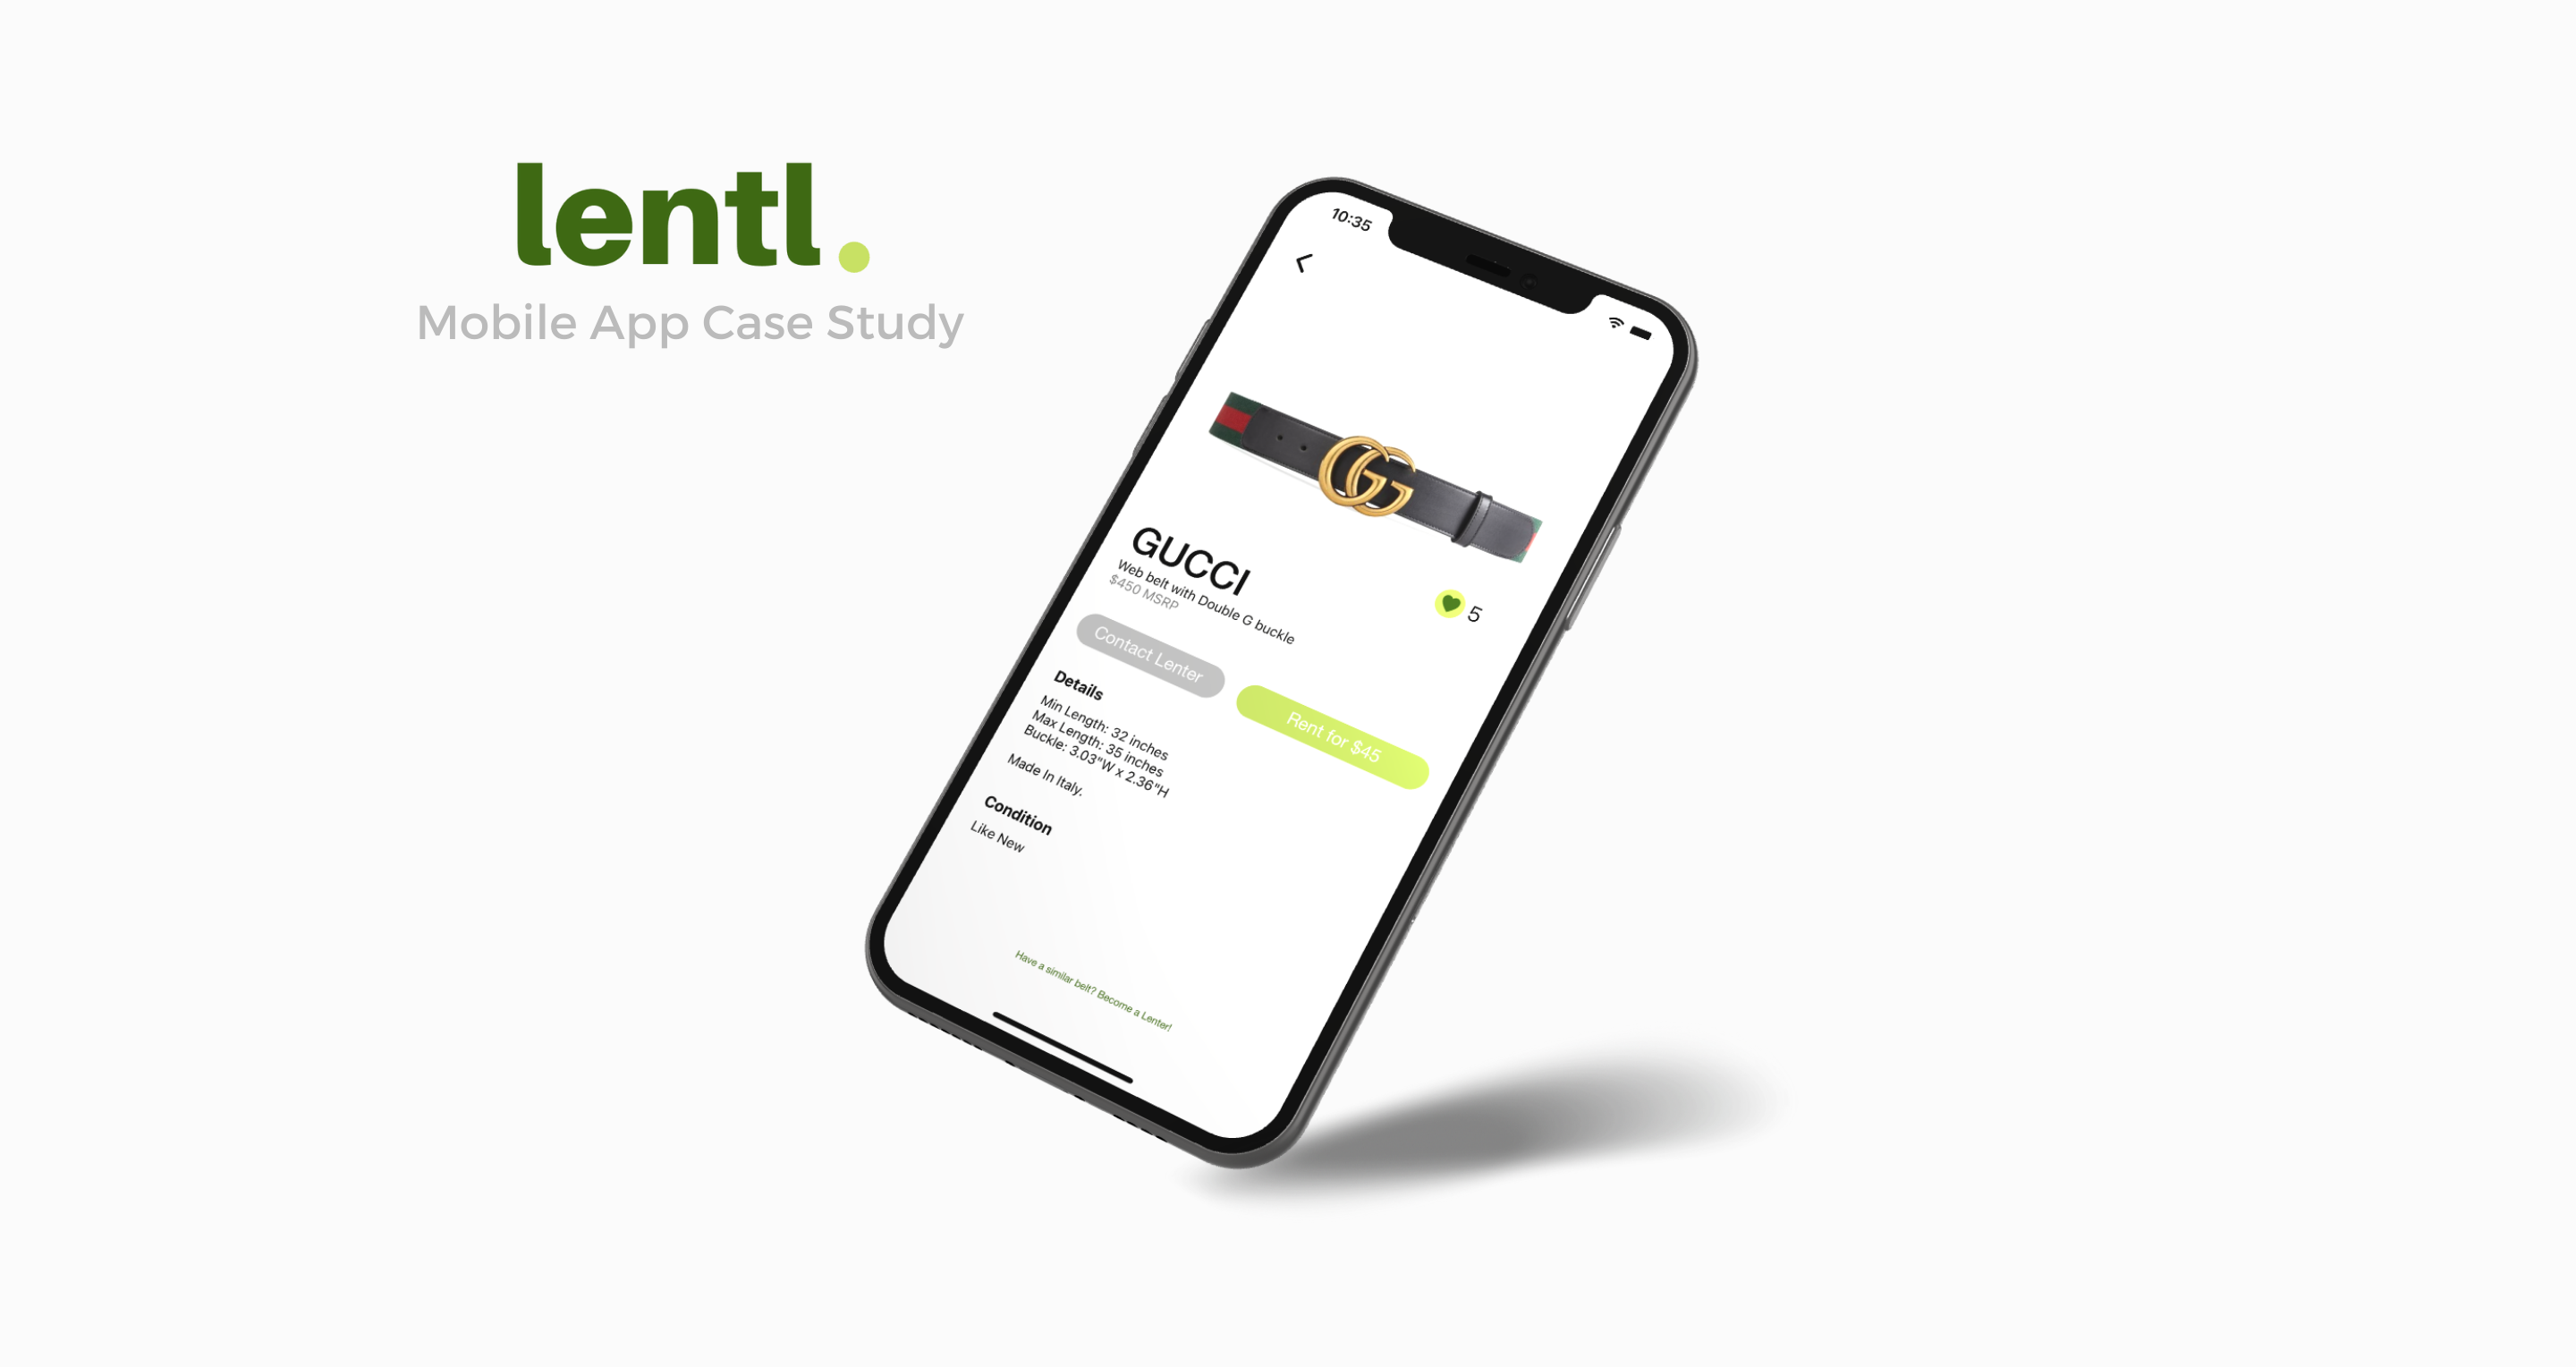 lentl.
Mobile App Case Study
10:35
GUCCI
Web belt with Double G buckle
$450 MSRP
5
Contact Lenter
Rent for $45
Details
Min Length: 32 inches
Max Length: 35 inches
Buckle: 3.03"W x 2.36"H
Made In Italy.
Condition
Like New
Have a similar belt? Become a Lenter!